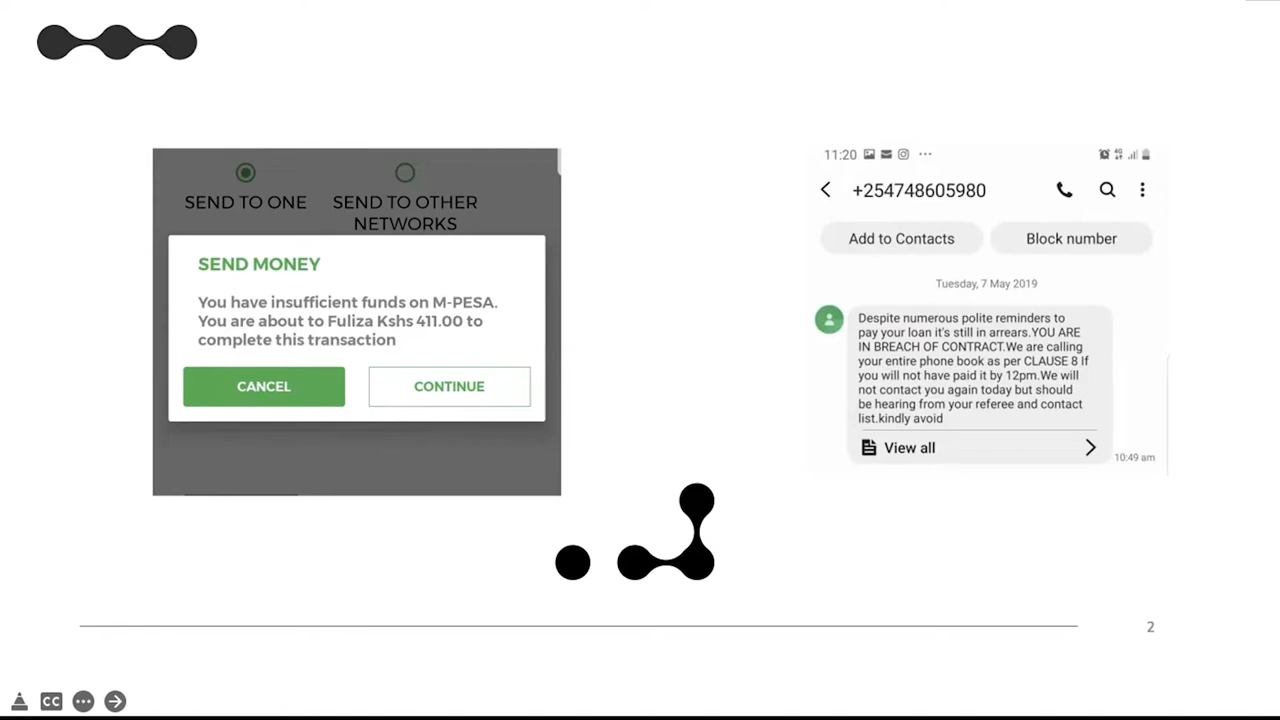 SEND TO ONE
SEND TO OTHER
NETWORKS
SEND MONEY
You have insufficient funds on M-PESA.
You are about to Fuliza Kshs 411.00 to
complete this transaction
CANCEL
CONTINUE
11:20
4G
+254748605980
Add to Contacts
Block number
Tuesday, 7 May 2019
Despite numerous polite reminders to
pay your loan it's still in arrears.YOU ARE
IN BREACH OF CONTRACT.We are calling
your entire phone book as per CLAUSE 8 If
you will not have paid it by 12pm.We will
not contact you again today but should
be hearing from your referee and contact
list.kindly avoid
View all
10:49 am
2
CC